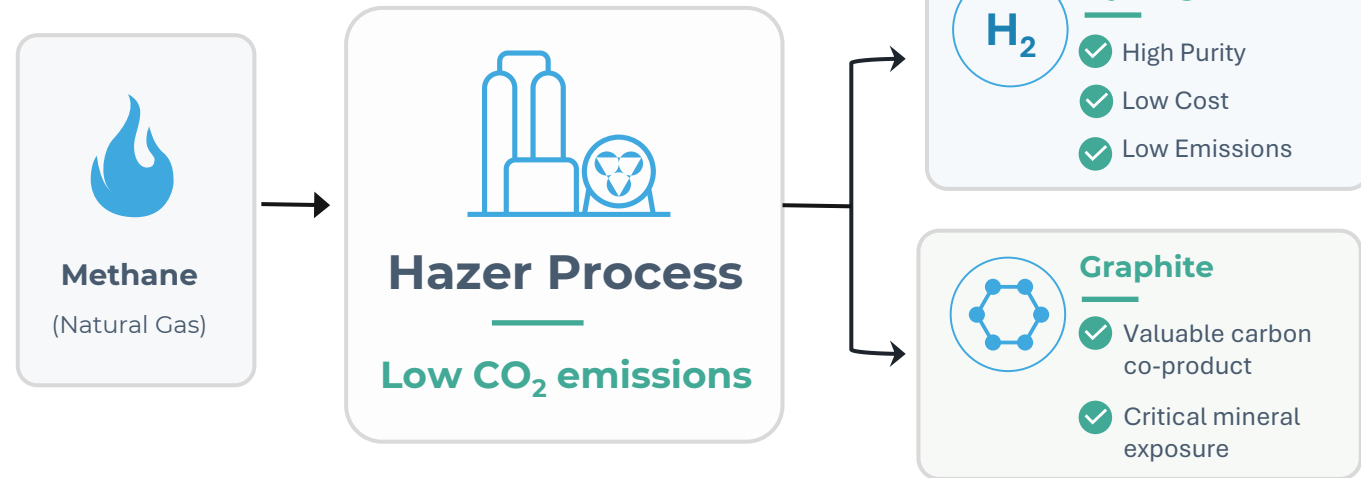 Methane
(Natural Gas)
Hazer Process
Low CO₂ emissions
H₂
High Purity
Low Cost
Low Emissions
Graphite
Valuable carbon
co-product
Critical mineral
exposure